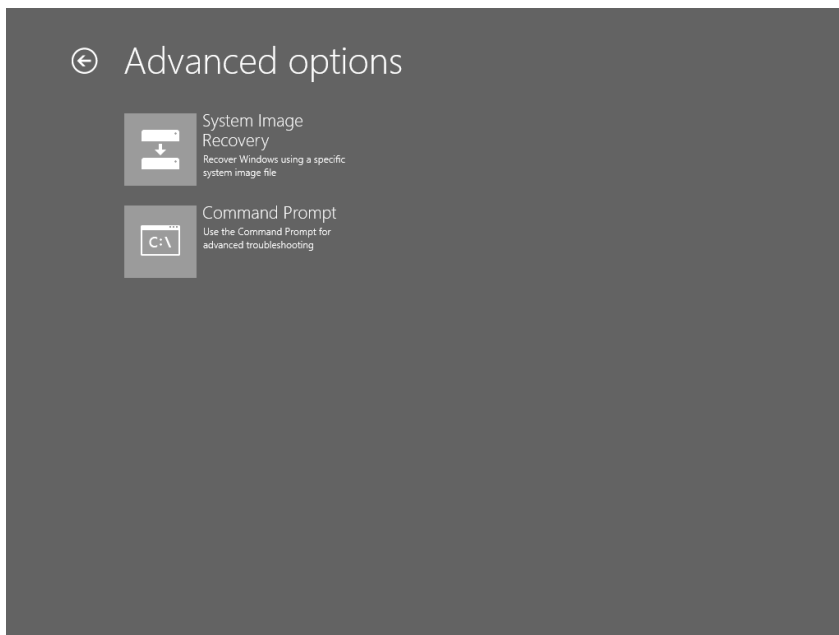 Advanced options
System Image
Recovery
Recover Windows using a specific
system image file
Command Prompt
Use the Command Prompt for
advanced troubleshooting
C:\